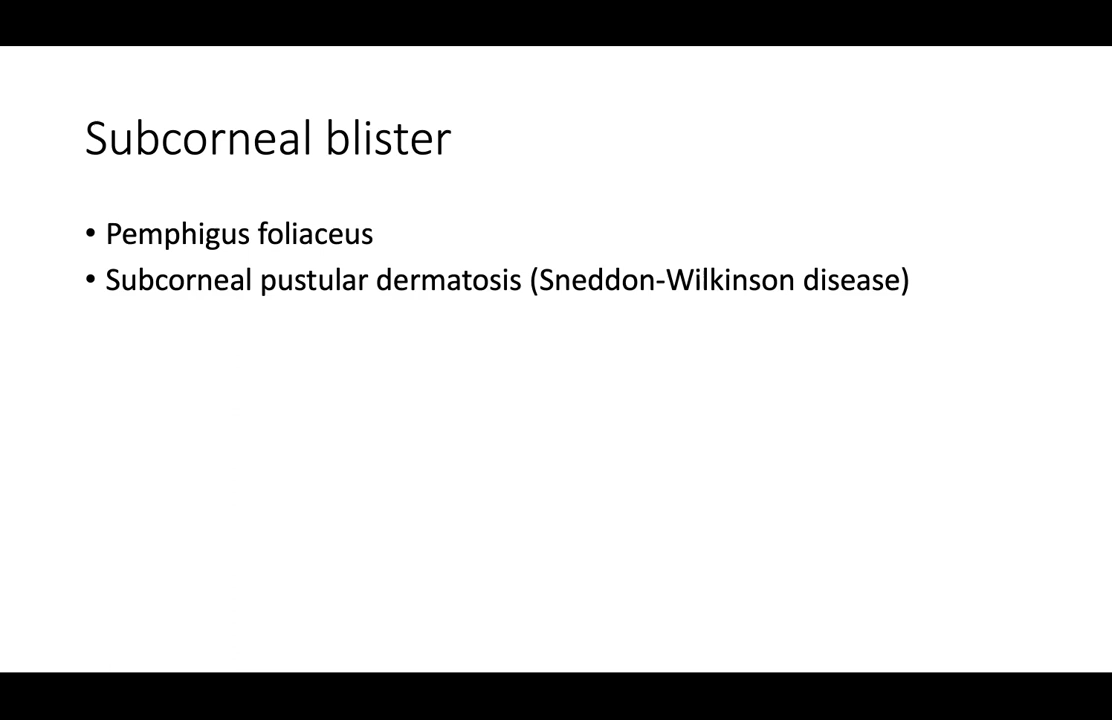 Subcorneal blister
• Pemphigus foliaceus
• Subcorneal pustular dermatosis (Sneddon-Wilkinson disease)